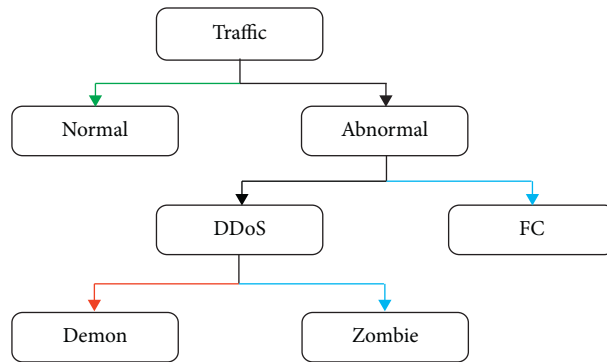 Traffic
Normal
Abnormal
DDoS
FC
Demon
Zombie